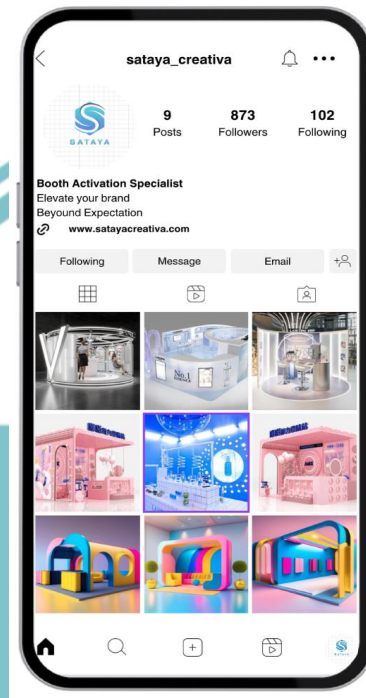 sataya_creativa
SATAYA
9 873 102
Posts Followers Following
Booth Activation Specialist
Elevate your brand
Beyound Expectation
www.satayacreativa.com
Following Message Email
No.1